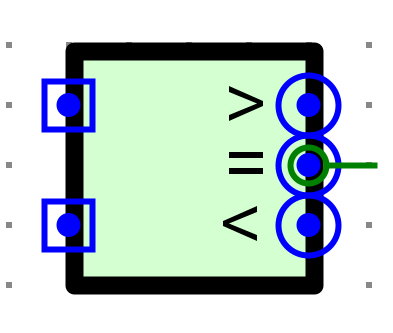 >
=
<